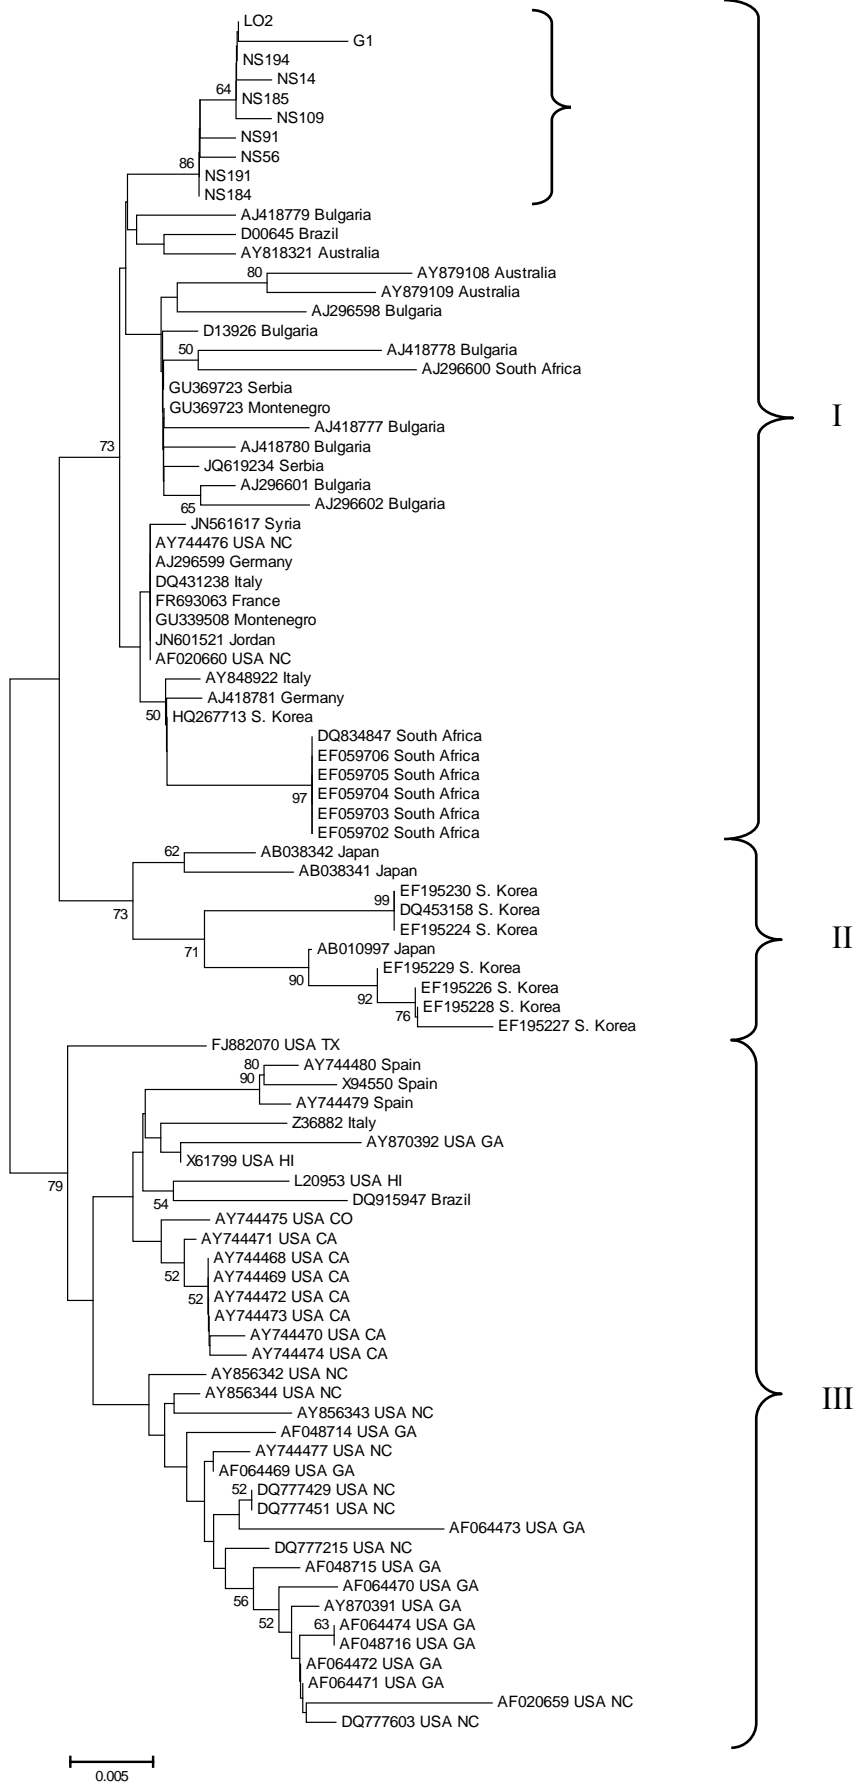 LO2
G1
NS194
NS14
64
NS185
NS109
NS91
NS56
86
NS191
NS184
AJ418779 Bulgaria
D00645 Brazil
AY818321 Australia
80
AY879108 Australia
AY879109 Australia
AJ296598 Bulgaria
D13926 Bulgaria
50
AJ418778 Bulgaria
AJ296600 South Africa
GU369723 Serbia
GU369723 Montenegro
I
AJ418777 Bulgaria
73
AJ418780 Bulgaria
JQ619234 Serbia
AJ296601 Bulgaria
65
AJ296602 Bulgaria
JN561617 Syria
AY744476 USA NC
AJ296599 Germany
DQ431238 Italy
FR693063 France
GU339508 Montenegro
JN601521 Jordan
AF020660 USA NC
AY848922 Italy
AJ418781 Germany
50
HQ267713 S. Korea
DQ834847 South Africa
EF059706 South Africa
EF059705 South Africa
EF059704 South Africa
97
EF059703 South Africa
EF059702 South Africa
62
AB038342 Japan
AB038341 Japan
EF195230 S. Korea
99
DQ453158 S. Korea
73
EF195224 S. Korea
II
71
AB010997 Japan
EF195229 S. Korea
90
EF195226 S. Korea
92
EF195228 S. Korea
76
EF195227 S. Korea
FJ882070 USA TX
80
AY744480 Spain
90
X94550 Spain
AY744479 Spain
Z36882 Italy
AY870392 USA GA
X61799 USA HI
79
L20953 USA HI
54
DQ915947 Brazil
AY744475 USA CO
AY744471 USA CA
AY744468 USA CA
52
AY744469 USA CA
52
AY744472 USA CA
AY744473 USA CA
AY744470 USA CA
AY744474 USA CA
AY856342 USA NC
AY856344 USA NC
III
AY856343 USA NC
AF048714 USA GA
AY744477 USA NC
AF064469 USA GA
52
DQ777429 USA NC
DQ777451 USA NC
AF064473 USA GA
DQ777215 USA NC
AF048715 USA GA
AF064470 USA GA
56
AY870391 USA GA
52
63
AF064474 USA GA
AF048716 USA GA
AF064472 USA GA
AF064471 USA GA
AF020659 USA NC
DQ777603 USA NC
0.005